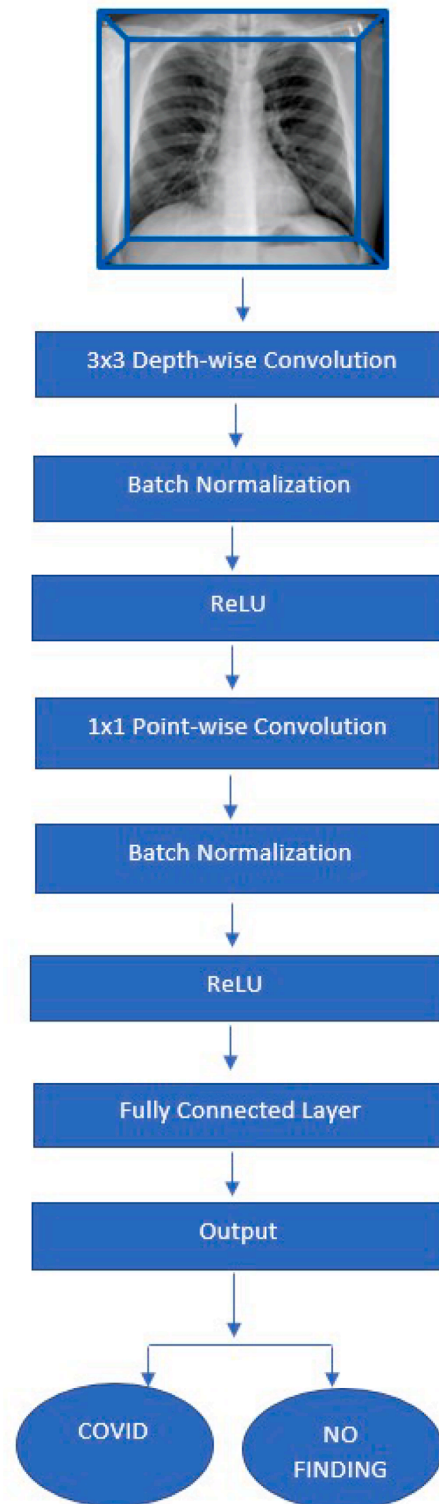 3x3 Depth-wise Convolution
Batch Normalization
ReLU
1x1 Point-wise Convolution
Batch Normalization
ReLU
Fully Connected Layer
Output
COVID
NO
FINDING